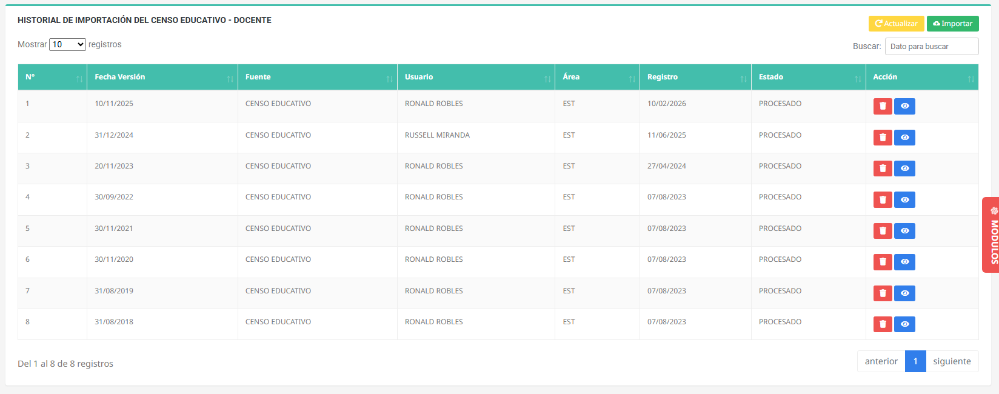 HISTORIAL DE IMPORTACIÓN DEL CENSO EDUCATIVO - DOCENTE
Actualizar Importar
Mostrar 10 registros
Buscar: Dato para buscar
N° Fecha Versión Fuente Usuario Área Registro Estado Acción
1 10/11/2025 CENSO EDUCATIVO RONALD ROBLES EST 10/02/2026 PROCESADO
2 31/12/2024 CENSO EDUCATIVO RUSSELL MIRANDA EST 11/06/2025 PROCESADO
3 20/11/2023 CENSO EDUCATIVO RONALD ROBLES EST 27/04/2024 PROCESADO
4 30/09/2022 CENSO EDUCATIVO RONALD ROBLES EST 07/08/2023 PROCESADO
5 30/11/2021 CENSO EDUCATIVO RONALD ROBLES EST 07/08/2023 PROCESADO
6 30/11/2020 CENSO EDUCATIVO RONALD ROBLES EST 07/08/2023 PROCESADO
7 31/08/2019 CENSO EDUCATIVO RONALD ROBLES EST 07/08/2023 PROCESADO
8 31/08/2018 CENSO EDUCATIVO RONALD ROBLES EST 07/08/2023 PROCESADO
MODULOS
Del 1 al 8 de 8 registros
anterior 1 siguiente